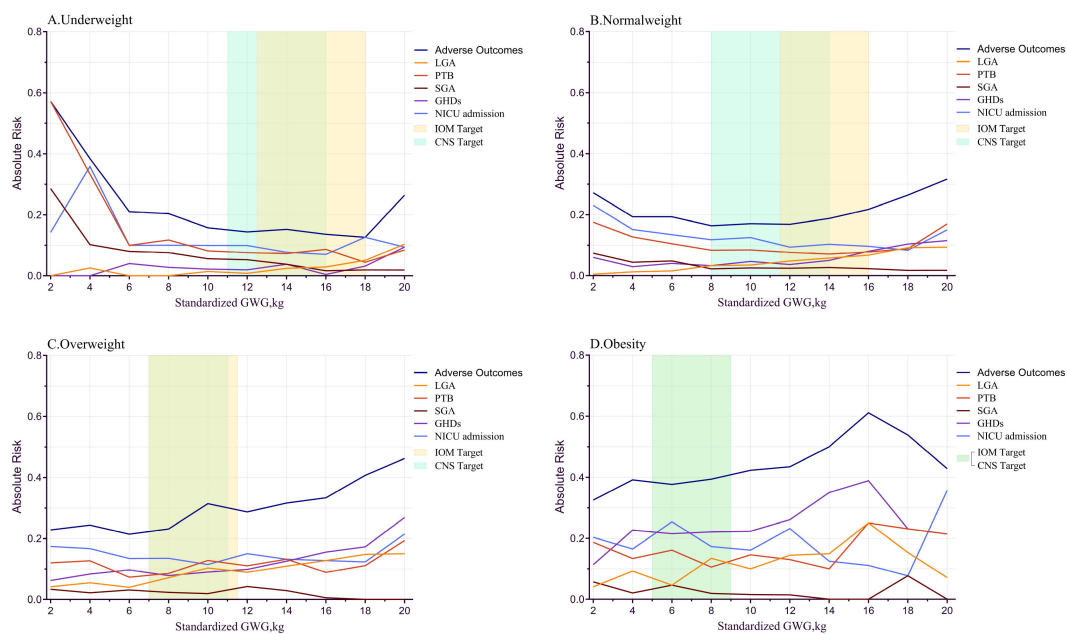 A.Underweight
0.8
0.6
0.4
0.2
0.0
Absolute Risk
2 4 6 8 10 12 14 16 18 20
Standardized GWG,kg
Adverse Outcomes
LGA
PTB
SGA
GHDs
NICU admission
IOM Target
CNS Target
B.Normalweight
0.8
0.6
0.4
0.2
0.0
Absolute Risk
2 4 6 8 10 12 14 16 18 20
Standardized GWG,kg
Adverse Outcomes
LGA
PTB
SGA
GHDs
NICU admission
IOM Target
CNS Target
C.Overweight
0.8
0.6
0.4
0.2
0.0
Absolute Risk
2 4 6 8 10 12 14 16 18 20
Standardized GWG,kg
Adverse Outcomes
LGA
PTB
SGA
GHDs
NICU admission
IOM Target
CNS Target
D.Obesity
0.8
0.6
0.4
0.2
0.0
Absolute Risk
2 4 6 8 10 12 14 16 18 20
Standardized GWG,kg
Adverse Outcomes
LGA
PTB
SGA
GHDs
NICU admission
IOM Target
CNS Target